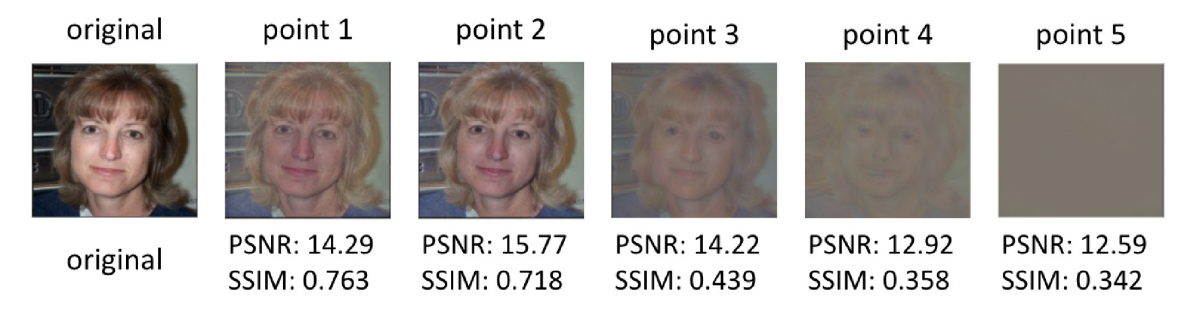 original point 1 point 2 point 3 point 4 point 5
original
PSNR: 14.29 PSNR: 15.77 PSNR: 14.22 PSNR: 12.92 PSNR: 12.59
SSIM: 0.763 SSIM: 0.718 SSIM: 0.439 SSIM: 0.358 SSIM: 0.342